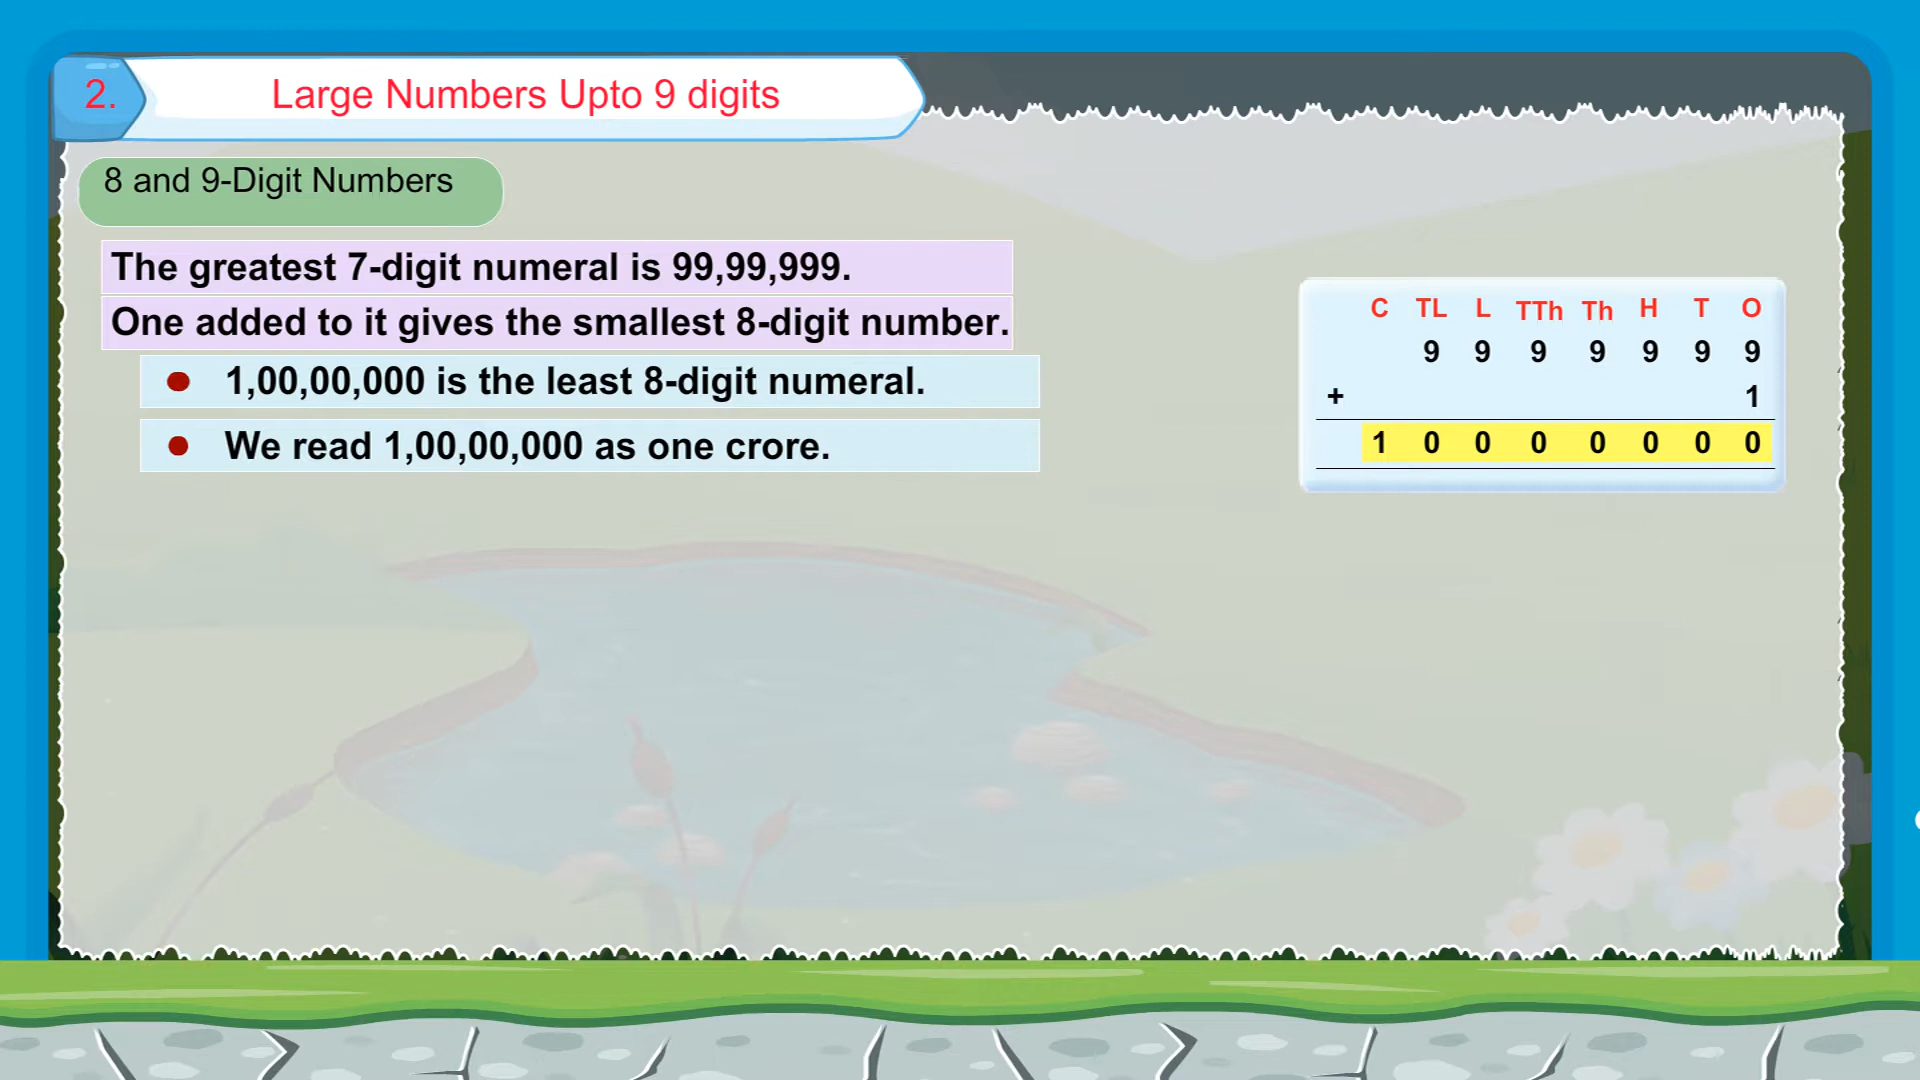 2. Large Numbers Upto 9 digits
8 and 9-Digit Numbers
The greatest 7-digit numeral is 99,99,999.
One added to it gives the smallest 8-digit number.
● 1,00,00,000 is the least 8-digit numeral.
● We read 1,00,00,000 as one crore.
C TL L TTh Th H T O
9 9 9 9 9 9 9
+ 1
1 0 0 0 0 0 0 0